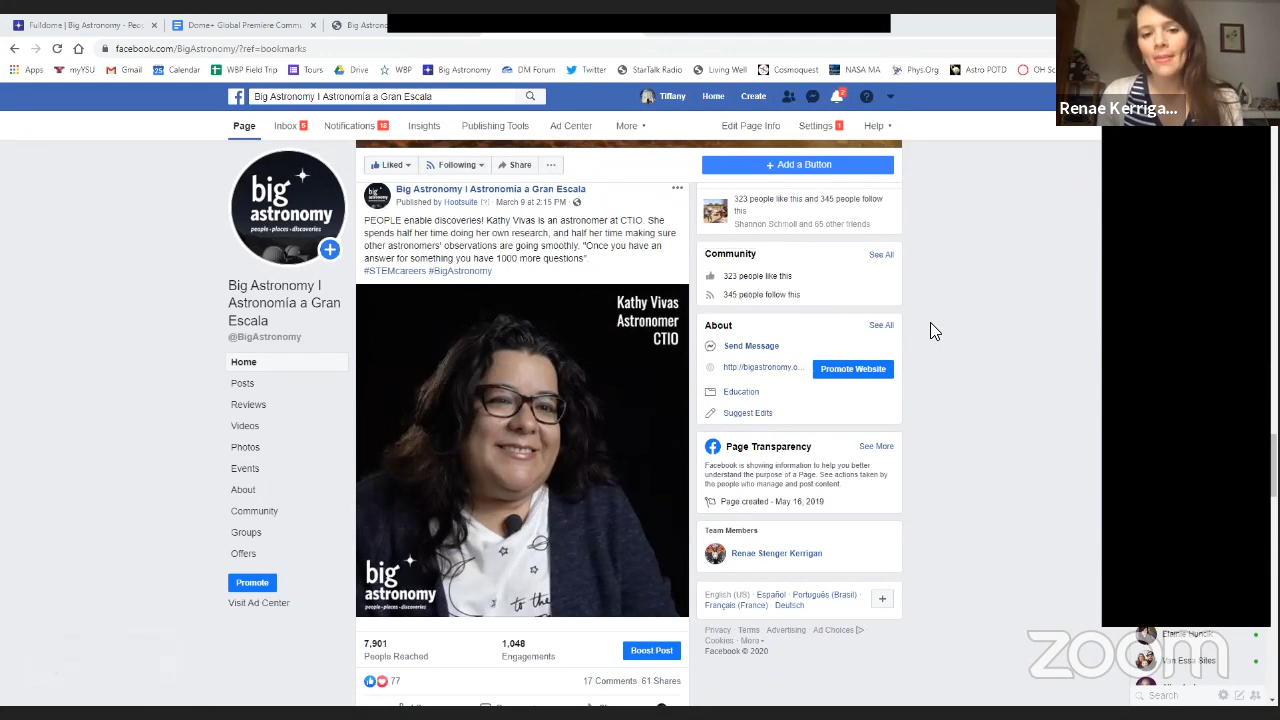 Fulldome - Big Astronomy - Peop
Dome+ Global Premiere Commu
Big Astrono
facebook.com/BigAstronomy/?ref=bookmarks
Apps
myYSU
Gmail
Calendar
WBP Field Trip
Tours
Drive
WBP
Big Astronomy
DM Forum
Twitter
StarTalk Radio
Living Well
Cosmoquest
NASA MA
Phys.Org
Astro POTD
OH Sc
Renae Kerriga...
Big Astronomy I Astronomía a Gran Escala
Tiffany
Home
Create
2
Page
Inbox 5
Notifications 18
Insights
Publishing Tools
Ad Center
More
Edit Page Info
Settings 1
Help
Liked
Following
Share
...
+ Add a Button
big
astronomy
people • places • discoveries
Big Astronomy I
Astronomía a Gran
Escala
@BigAstronomy
Home
Posts
Reviews
Videos
Photos
Events
About
Community
Groups
Offers
Promote
Visit Ad Center
Big Astronomy I Astronomía a Gran Escala
Published by Hootsuite [?] · March 9 at 2:15 PM ·
PEOPLE enable discoveries! Kathy Vivas is an astronomer at CTIO. She
spends half her time doing her own research, and half her time making sure
other astronomers' observations are going smoothly. "Once you have an
answer for something you have 1000 more questions".
#STEMcareers #BigAstronomy
Kathy Vivas
Astronomer
CTIO
to the
big
astronomy
people • places • discoveries
7,901
People Reached
1,048
Engagements
Boost Post
77
17 Comments 61 Shares
323 people like this and 345 people follow
this
Shannon Schmoll and 65 other friends
Community
See All
323 people like this
345 people follow this
About
See All
Send Message
http://bigastronomy.o...
Promote Website
Education
Suggest Edits
Page Transparency
See More
Facebook is showing information to help you better
understand the purpose of a Page. See actions taken by
the people who manage and post content.
Page created - May 16, 2019
Team Members
Renae Stenger Kerrigan
English (US) · Español · Português (Brasil) ·
Français (France) · Deutsch
+
Privacy · Terms · Advertising · Ad Choices
Cookies · More
Facebook © 2020
Van Essa Sites
zoom
Search